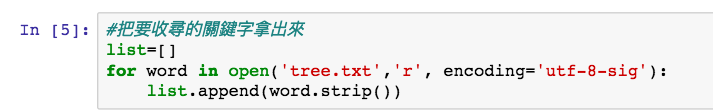 In [5]: #把要收尋的關鍵字拿出來
list=[]
for word in open('tree.txt','r', encoding='utf-8-sig'):
    list.append(word.strip())